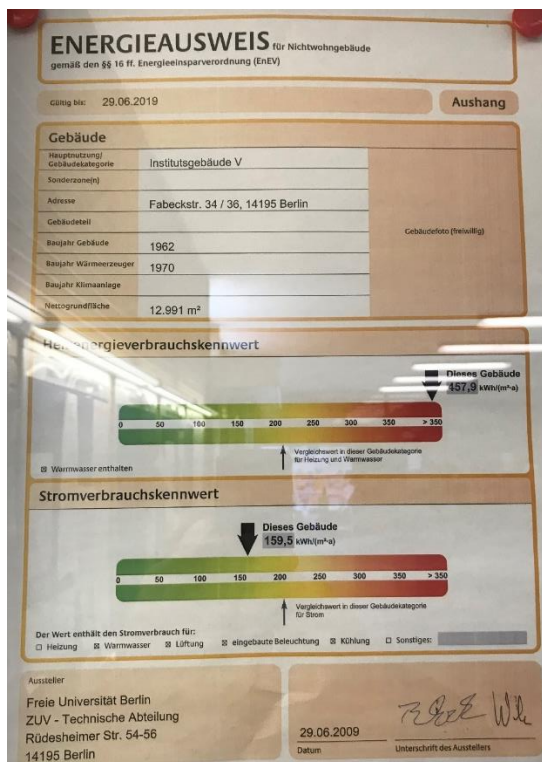 ENERGIEAUSWEIS für Nichtwohngebäude
gemäß den §§ 16 ff. Energieeinsparverordnung (EnEV)
Gültig bis: 29.06.2019
Aushang
Gebäude
Hauptnutzung/
Gebäudekategorie
Institutsgebäude V
Sonderzone(n)
Adresse
Fabeckstr. 34 / 36, 14195 Berlin
Gebäudeteil
Baujahr Gebäude
1962
Baujahr Wärmeerzeuger
1970
Baujahr Klimaanlage
Nettogrundfläche
12.991 m²
Gebäudefoto (freiwillig)
Heizenergieverbrauchskennwert
Dieses Gebäude
457,9 kWh/(m²·a)
0 50 100 150 200 250 300 350 > 350
Vergleichswert in dieser Gebäudekategorie
für Heizung und Warmwasser
☒ Warmwasser enthalten
Stromverbrauchskennwert
Dieses Gebäude
159,5 kWh/(m²·a)
0 50 100 150 200 250 300 350 > 350
Vergleichswert in dieser Gebäudekategorie
für Strom
Der Wert enthält den Stromverbrauch für:
☐ Heizung ☒ Warmwasser ☒ Lüftung ☒ eingebaute Beleuchtung ☒ Kühlung ☐ Sonstiges:
Aussteller
Freie Universität Berlin
ZUV - Technische Abteilung
Rüdesheimer Str. 54-56
14195 Berlin
29.06.2009
Datum
Unterschrift des Ausstellers